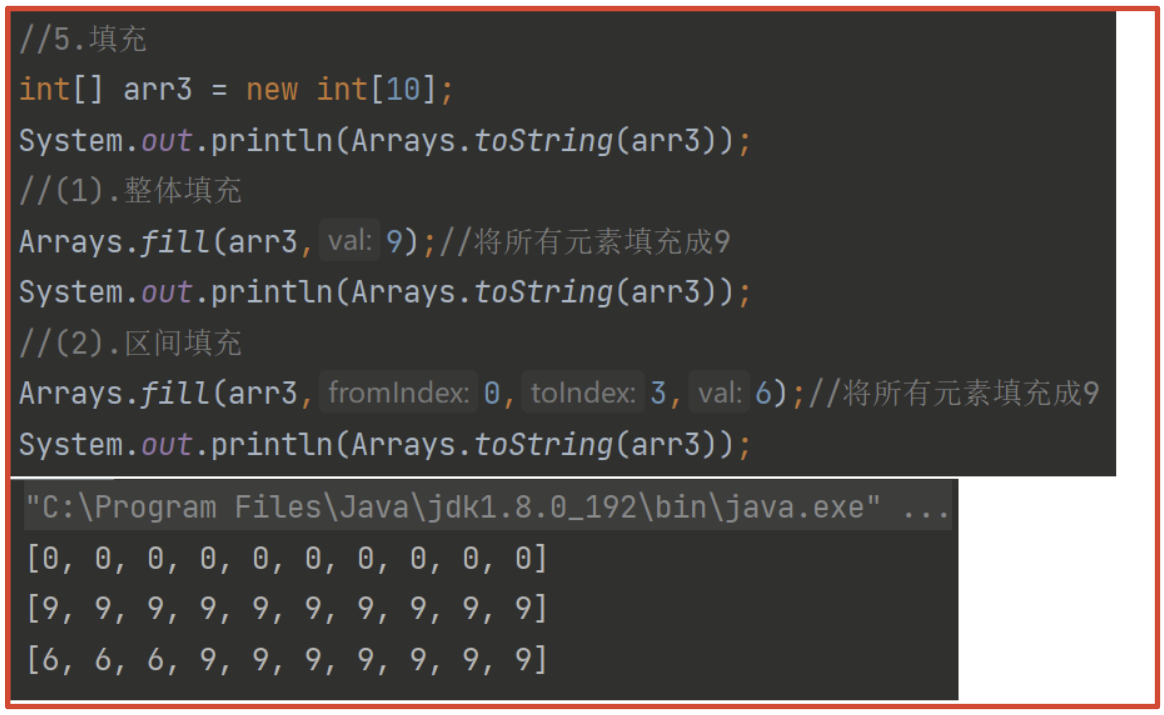 //5.填充
int[] arr3 = new int[10];
System.out.println(Arrays.toString(arr3));
//(1).整体填充
Arrays.fill(arr3, val: 9);//将所有元素填充成9
System.out.println(Arrays.toString(arr3));
//(2).区间填充
Arrays.fill(arr3, fromIndex: 0, toIndex: 3, val: 6);//将所有元素填充成9
System.out.println(Arrays.toString(arr3));
"C:\Program Files\Java\jdk1.8.0_192\bin\java.exe" ...
[0, 0, 0, 0, 0, 0, 0, 0, 0, 0]
[9, 9, 9, 9, 9, 9, 9, 9, 9, 9]
[6, 6, 6, 9, 9, 9, 9, 9, 9, 9]